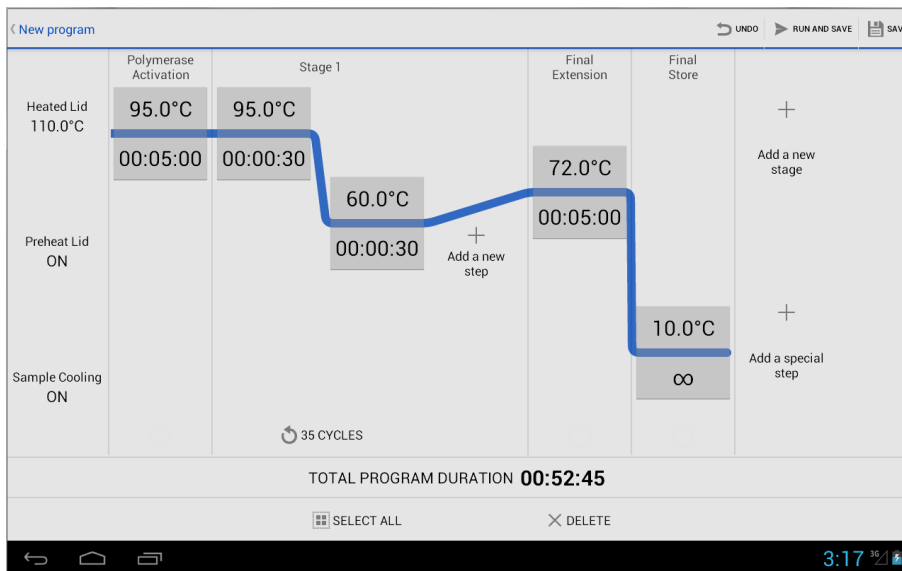 New program
UNDO
RUN AND SAVE
SAV
Polymerase
Activation
Stage 1
Final
Extension
Final
Store
Heated Lid
110.0°C
95.0°C
00:05:00
95.0°C
00:00:30
60.0°C
00:00:30
72.0°C
00:05:00
10.0°C
∞
Add a new
stage
Preheat Lid
ON
Add a new
step
Add a special
step
Sample Cooling
ON
35 CYCLES
TOTAL PROGRAM DURATION 00:52:45
SELECT ALL
DELETE
3:17 3G